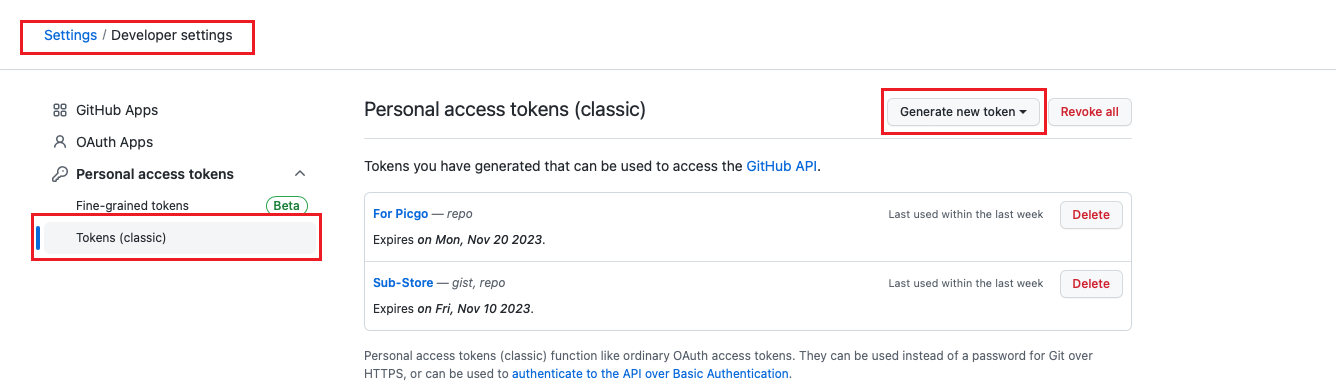 Settings / Developer settings
GitHub Apps
OAuth Apps
Personal access tokens
Fine-grained tokens Beta
Tokens (classic)
Personal access tokens (classic)
Generate new token
Revoke all
Tokens you have generated that can be used to access the GitHub API.
For Picgo — repo
Last used within the last week
Delete
Expires on Mon, Nov 20 2023.
Sub-Store — gist, repo
Last used within the last week
Delete
Expires on Fri, Nov 10 2023.
Personal access tokens (classic) function like ordinary OAuth access tokens. They can be used instead of a password for Git over
HTTPS, or can be used to authenticate to the API over Basic Authentication.